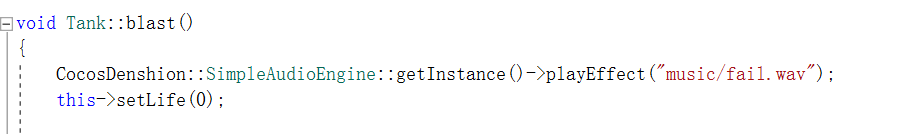 void Tank::blast()
{
CocosDenshion::SimpleAudioEngine::getInstance()->playEffect("music/fail.wav");
this->setLife(0);